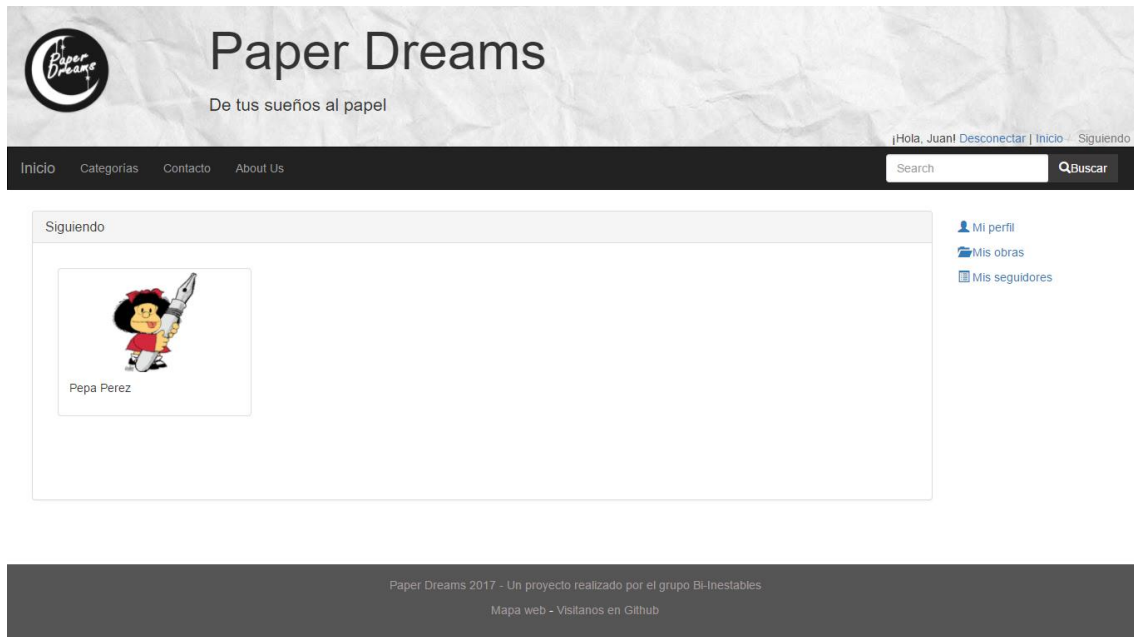 Paper
Dreams
Paper Dreams
De tus sueños al papel
¡Hola, Juan! Desconectar | Inicio / Siguiendo
Inicio Categorías Contacto About Us Search Buscar
Siguiendo
Mi perfil
Mis obras
Mis seguidores
Pepa Perez
Paper Dreams 2017 - Un proyecto realizado por el grupo Bi-Inestables
Mapa web - Visítanos en Github